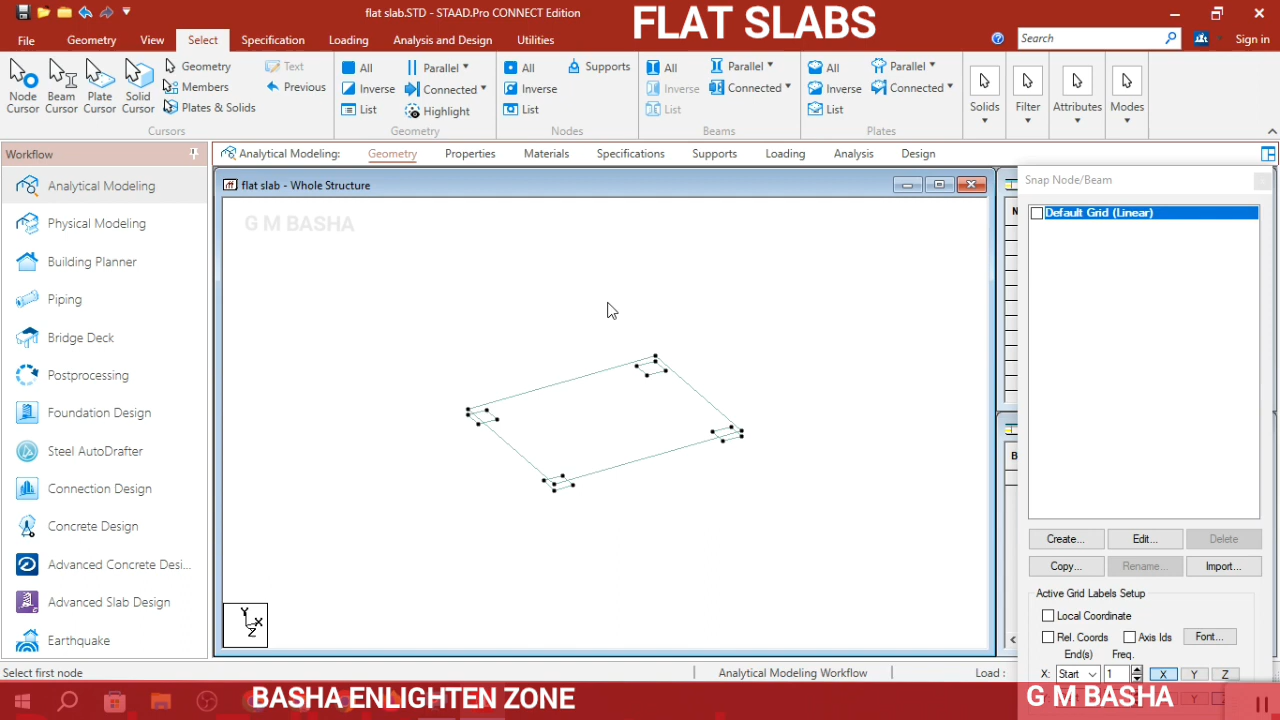 flat slab.STD - STAAD.Pro CONNECT Edition
FLAT SLABS
File Geometry View Select Specification Loading Analysis and Design Utilities Search Sign in
Node Cursor
Beam Cursor
Plate Cursor
Solid Cursor
Geometry
Members
Plates & Solids
Text
Previous
Cursors
All
Inverse
List
Parallel
Connected
Highlight
Geometry
All
Inverse
List
Supports
Nodes
All
Inverse
List
Parallel
Connected
Beams
All
Inverse
List
Parallel
Connected
Plates
Solids
Filter
Attributes
Modes
Workflow
Analytical Modeling
Physical Modeling
Building Planner
Piping
Bridge Deck
Postprocessing
Foundation Design
Steel AutoDrafter
Connection Design
Concrete Design
Advanced Concrete Desi...
Advanced Slab Design
Earthquake
Analytical Modeling: Geometry Properties Materials Specifications Supports Loading Analysis Design
flat slab - Whole Structure
G M BASHA
Y
X
Z
N
B
Snap Node/Beam
Default Grid (Linear)
Create... Edit... Delete
Copy... Rename... Import...
Active Grid Labels Setup
Local Coordinate
Rel. Coords Axis Ids Font...
End(s) Freq.
X: Start 1 X Y Z
Select first node
Analytical Modeling Workflow
Load :
BASHA ENLIGHTEN ZONE
G M BASHA